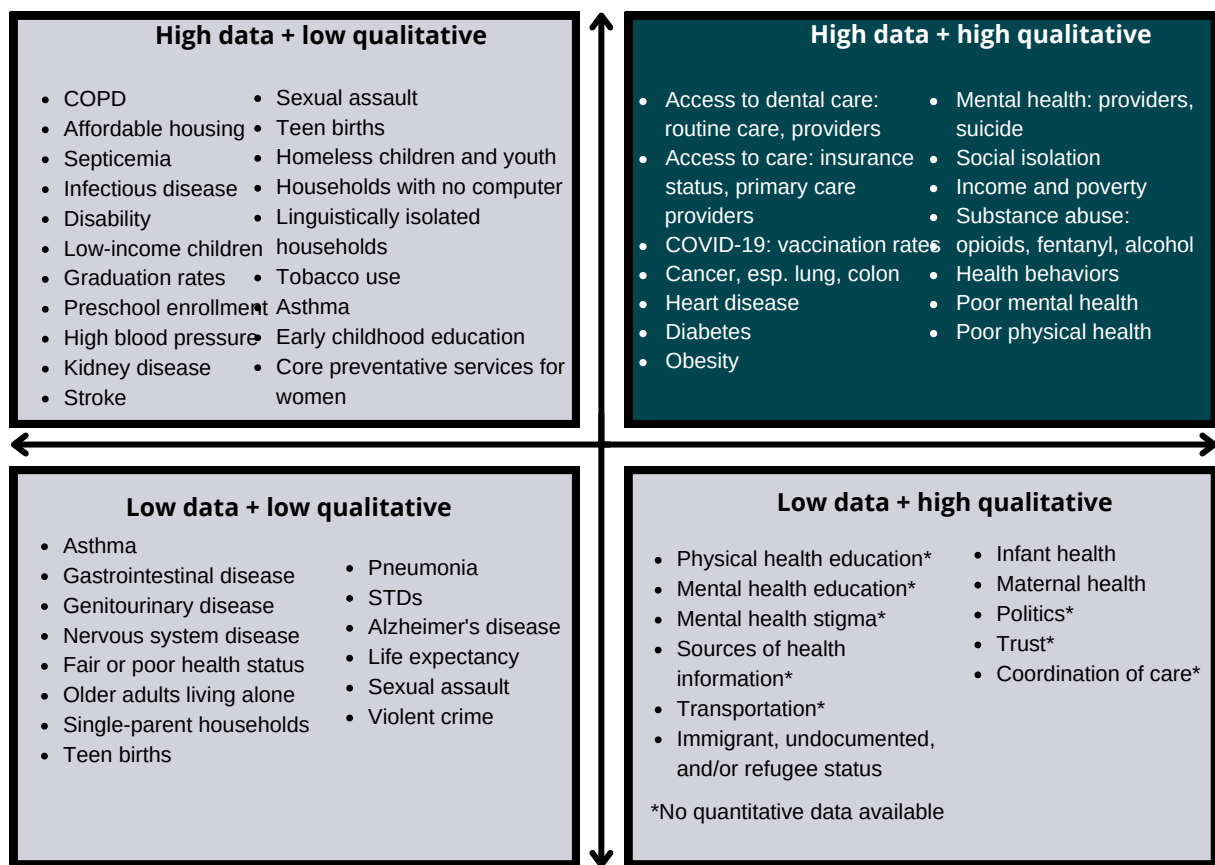 High data + low qualitative
• COPD
• Affordable housing
• Septicemia
• Infectious disease
• Disability
• Low-income children
• Graduation rates
• Preschool enrollment
• High blood pressure
• Kidney disease
• Stroke
• Sexual assault
• Teen births
• Homeless children and youth
• Households with no computer
• Linguistically isolated
households
• Tobacco use
• Asthma
• Early childhood education
• Core preventative services for
women
High data + high qualitative
• Access to dental care:
routine care, providers
• Access to care: insurance
status, primary care
providers
• COVID-19: vaccination rates
• Cancer, esp. lung, colon
• Heart disease
• Diabetes
• Obesity
• Mental health: providers,
suicide
• Social isolation
• Income and poverty
• Substance abuse:
opioids, fentanyl, alcohol
• Health behaviors
• Poor mental health
• Poor physical health
Low data + low qualitative
• Asthma
• Gastrointestinal disease
• Genitourinary disease
• Nervous system disease
• Fair or poor health status
• Older adults living alone
• Single-parent households
• Teen births
• Pneumonia
• STDs
• Alzheimer's disease
• Life expectancy
• Sexual assault
• Violent crime
Low data + high qualitative
• Physical health education*
• Mental health education*
• Mental health stigma*
• Sources of health
information*
• Transportation*
• Immigrant, undocumented,
and/or refugee status
• Infant health
• Maternal health
• Politics*
• Trust*
• Coordination of care*
*No quantitative data available